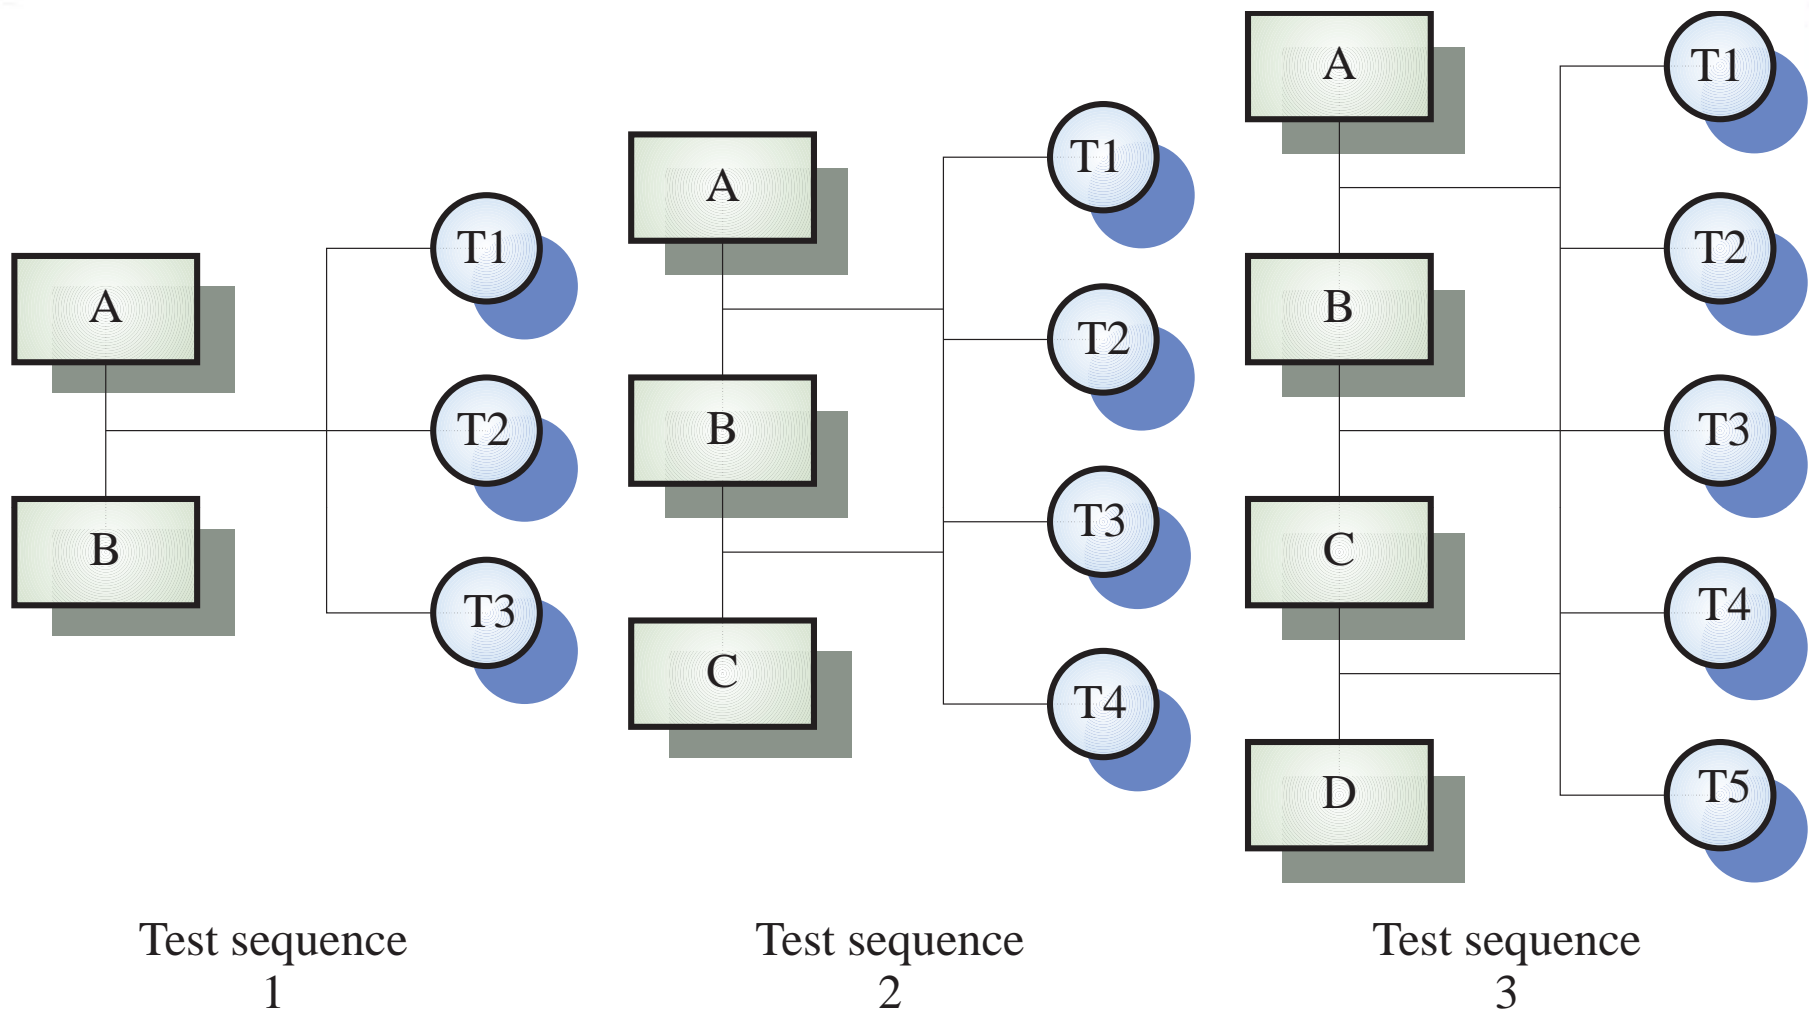 A
B
T1
T2
T3
Test sequence
1
A
B
C
T1
T2
T3
T4
Test sequence
2
A
B
C
D
T1
T2
T3
T4
T5
Test sequence
3